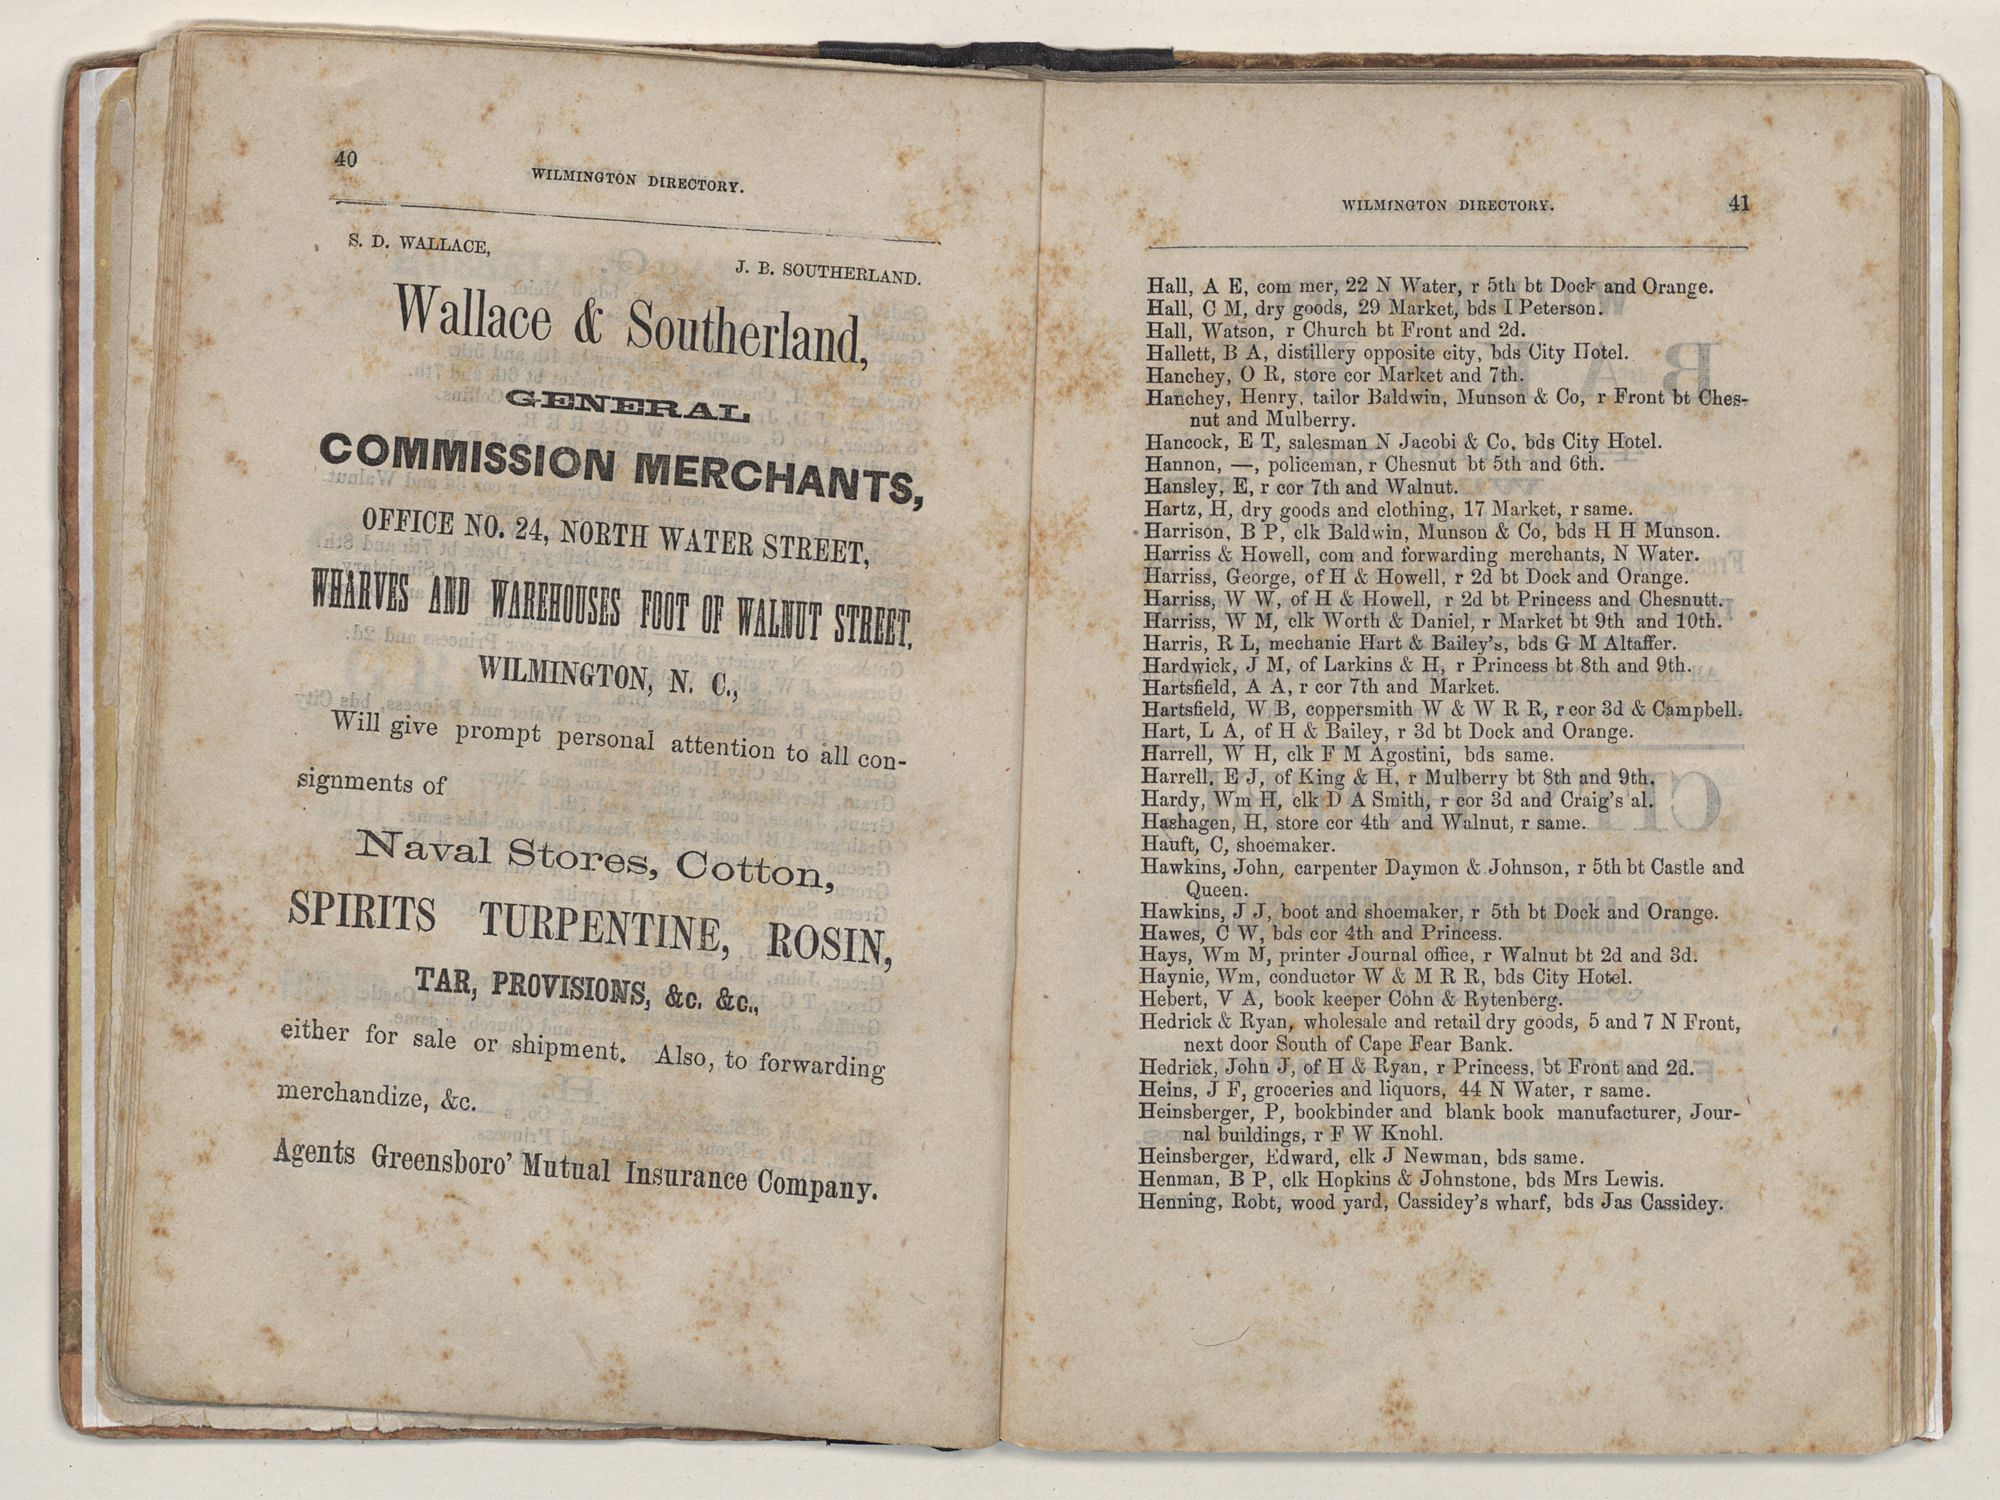 40
WILMINGTON DIRECTORY.
S. D. WALLACE,
J. B. SOUTHERLAND.
Wallace & Southerland,
GENERAL
COMMISSION MERCHANTS,
OFFICE NO. 24, NORTH WATER STREET,
WHARVES AND WAREHOUSES FOOT OF WALNUT STREET,
WILMINGTON, N. C.,
Will give prompt personal attention to all con-
signments of
Naval Stores, Cotton,
SPIRITS TURPENTINE, ROSIN,
TAR, PROVISIONS, &c. &c.,
either for sale or shipment. Also, to forwarding
merchandize, &c.
Agents Greensboro' Mutual Insurance Company.
WILMINGTON DIRECTORY.
41
Hall, A E, com mer, 22 N Water, r 5th bt Dock and Orange.
Hall, C M, dry goods, 29 Market, bds I Peterson.
Hall, Watson, r Church bt Front and 2d.
Hallett, B A, distillery opposite city, bds City Hotel.
Hanchey, O R, store cor Market and 7th.
Hanchey, Henry, tailor Baldwin, Munson & Co, r Front bt Ches-
nut and Mulberry.
Hancock, E T, salesman N Jacobi & Co, bds City Hotel.
Hannon, —, policeman, r Chesnut bt 5th and 6th.
Hansley, E, r cor 7th and Walnut.
Hartz, H, dry goods and clothing, 17 Market, r same.
Harrison, B P, clk Baldwin, Munson & Co, bds H H Munson.
Harriss & Howell, com and forwarding merchants, N Water.
Harriss, George, of H & Howell, r 2d bt Dock and Orange.
Harriss, W W, of H & Howell, r 2d bt Princess and Chesnutt.
Harriss, W M, clk Worth & Daniel, r Market bt 9th and 10th.
Harris, R L, mechanic Hart & Bailey's, bds G M Altaffer.
Hardwick, J M, of Larkins & H, r Princess bt 8th and 9th.
Hartsfield, A A, r cor 7th and Market.
Hartsfield, W B, coppersmith W & W R R, r cor 3d & Campbell.
Hart, L A, of H & Bailey, r 3d bt Dock and Orange.
Harrell, W H, clk F M Agostini, bds same.
Harrell, E J, of King & H, r Mulberry bt 8th and 9th.
Hardy, Wm H, clk D A Smith, r cor 3d and Craig's al.
Hashagen, H, store cor 4th and Walnut, r same.
Hauft, C, shoemaker.
Hawkins, John, carpenter Daymon & Johnson, r 5th bt Castle and
Queen.
Hawkins, J J, boot and shoemaker, r 5th bt Dock and Orange.
Hawes, C W, bds cor 4th and Princess.
Hays, Wm M, printer Journal office, r Walnut bt 2d and 3d.
Haynie, Wm, conductor W & M R R, bds City Hotel.
Hebert, V A, book keeper Cohn & Rytenberg.
Hedrick & Ryan, wholesale and retail dry goods, 5 and 7 N Front,
next door South of Cape Fear Bank.
Hedrick, John J, of H & Ryan, r Princess, bt Front and 2d.
Heins, J F, groceries and liquors, 44 N Water, r same.
Heinsberger, P, bookbinder and blank book manufacturer, Jour-
nal buildings, r F W Knohl.
Heinsberger, Edward, clk J Newman, bds same.
Henman, B P, clk Hopkins & Johnstone, bds Mrs Lewis.
Henning, Robt, wood yard, Cassidey's wharf, bds Jas Cassidey.